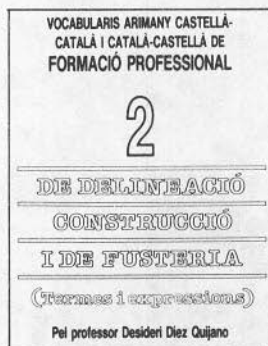 VOCABULARIS ARIMANY CASTELLÀ-
CATALÀ I CATALÀ-CASTELLÀ DE
FORMACIÓ PROFESSIONAL
2
DE DELINEACIÓ
CONSTRUCCIÓ
I DE FUSTERIA
(Termes i expressions)
Pel professor Desideri Diez Quijano